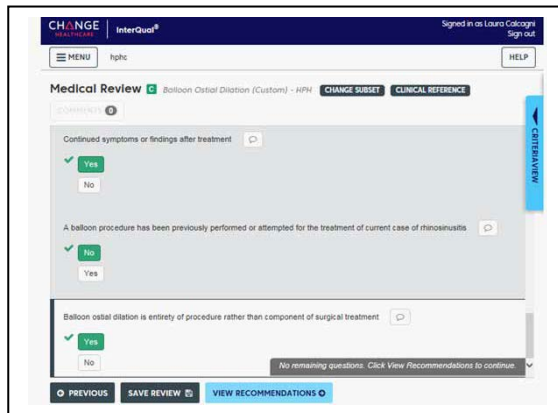 CHANGE HEALTHCARE InterQual®
Signed in as Laura Calcagni
Sign out
MENU hphc HELP
Medical Review C Balloon Ostial Dilation (Custom) - HPH CHANGE SUBSET CLINICAL REFERENCE
COMMENTS 0
CRITERIAVIEW
Continued symptoms or findings after treatment
Yes
No
A balloon procedure has been previously performed or attempted for the treatment of current case of rhinosinusitis
No
Yes
Balloon ostial dilation is entirety of procedure rather than component of surgical treatment
Yes
No
No remaining questions. Click View Recommendations to continue.
PREVIOUS SAVE REVIEW VIEW RECOMMENDATIONS